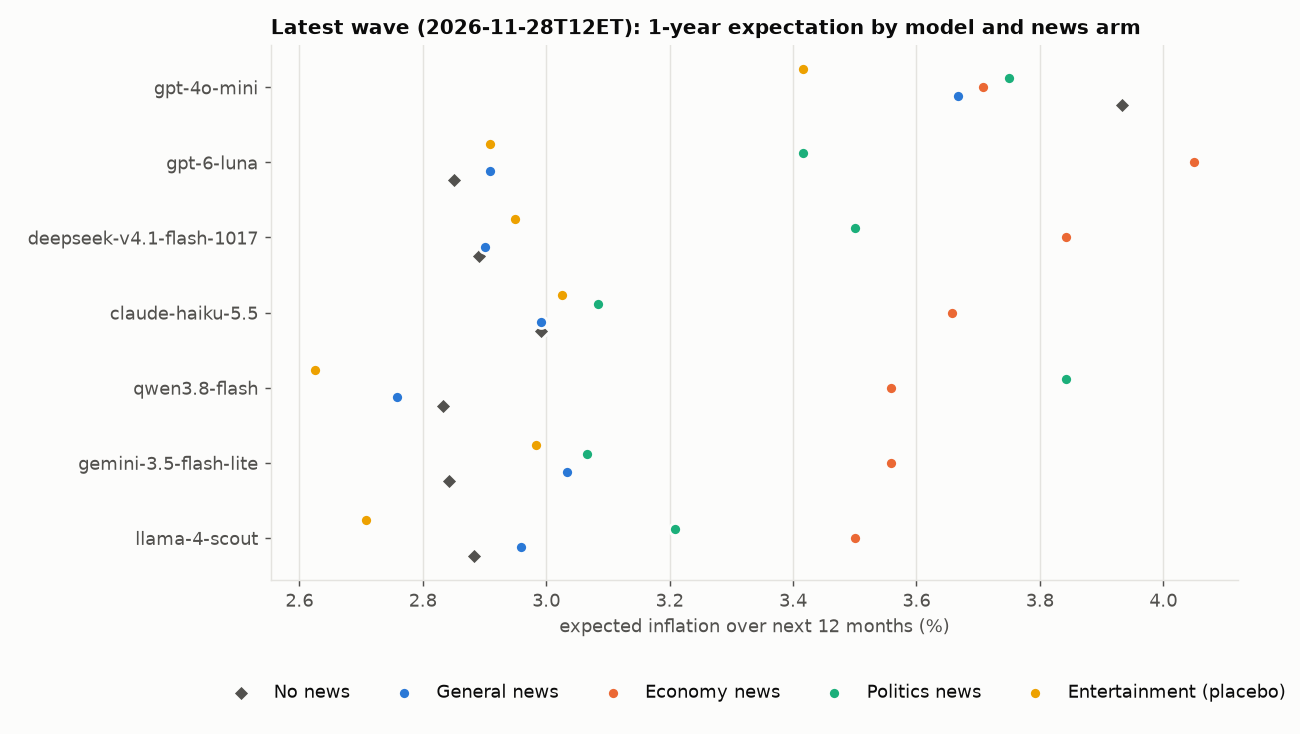 Latest wave (2026-11-28T12ET): 1-year expectation by model and news arm
gpt-4o-mini
gpt-6-luna
deepseek-v4.1-flash-1017
claude-haiku-5.5
qwen3.8-flash
gemini-3.5-flash-lite
llama-4-scout
2.6 2.8 3.0 3.2 3.4 3.6 3.8 4.0
expected inflation over next 12 months (%)
No news General news Economy news Politics news Entertainment (placebo)